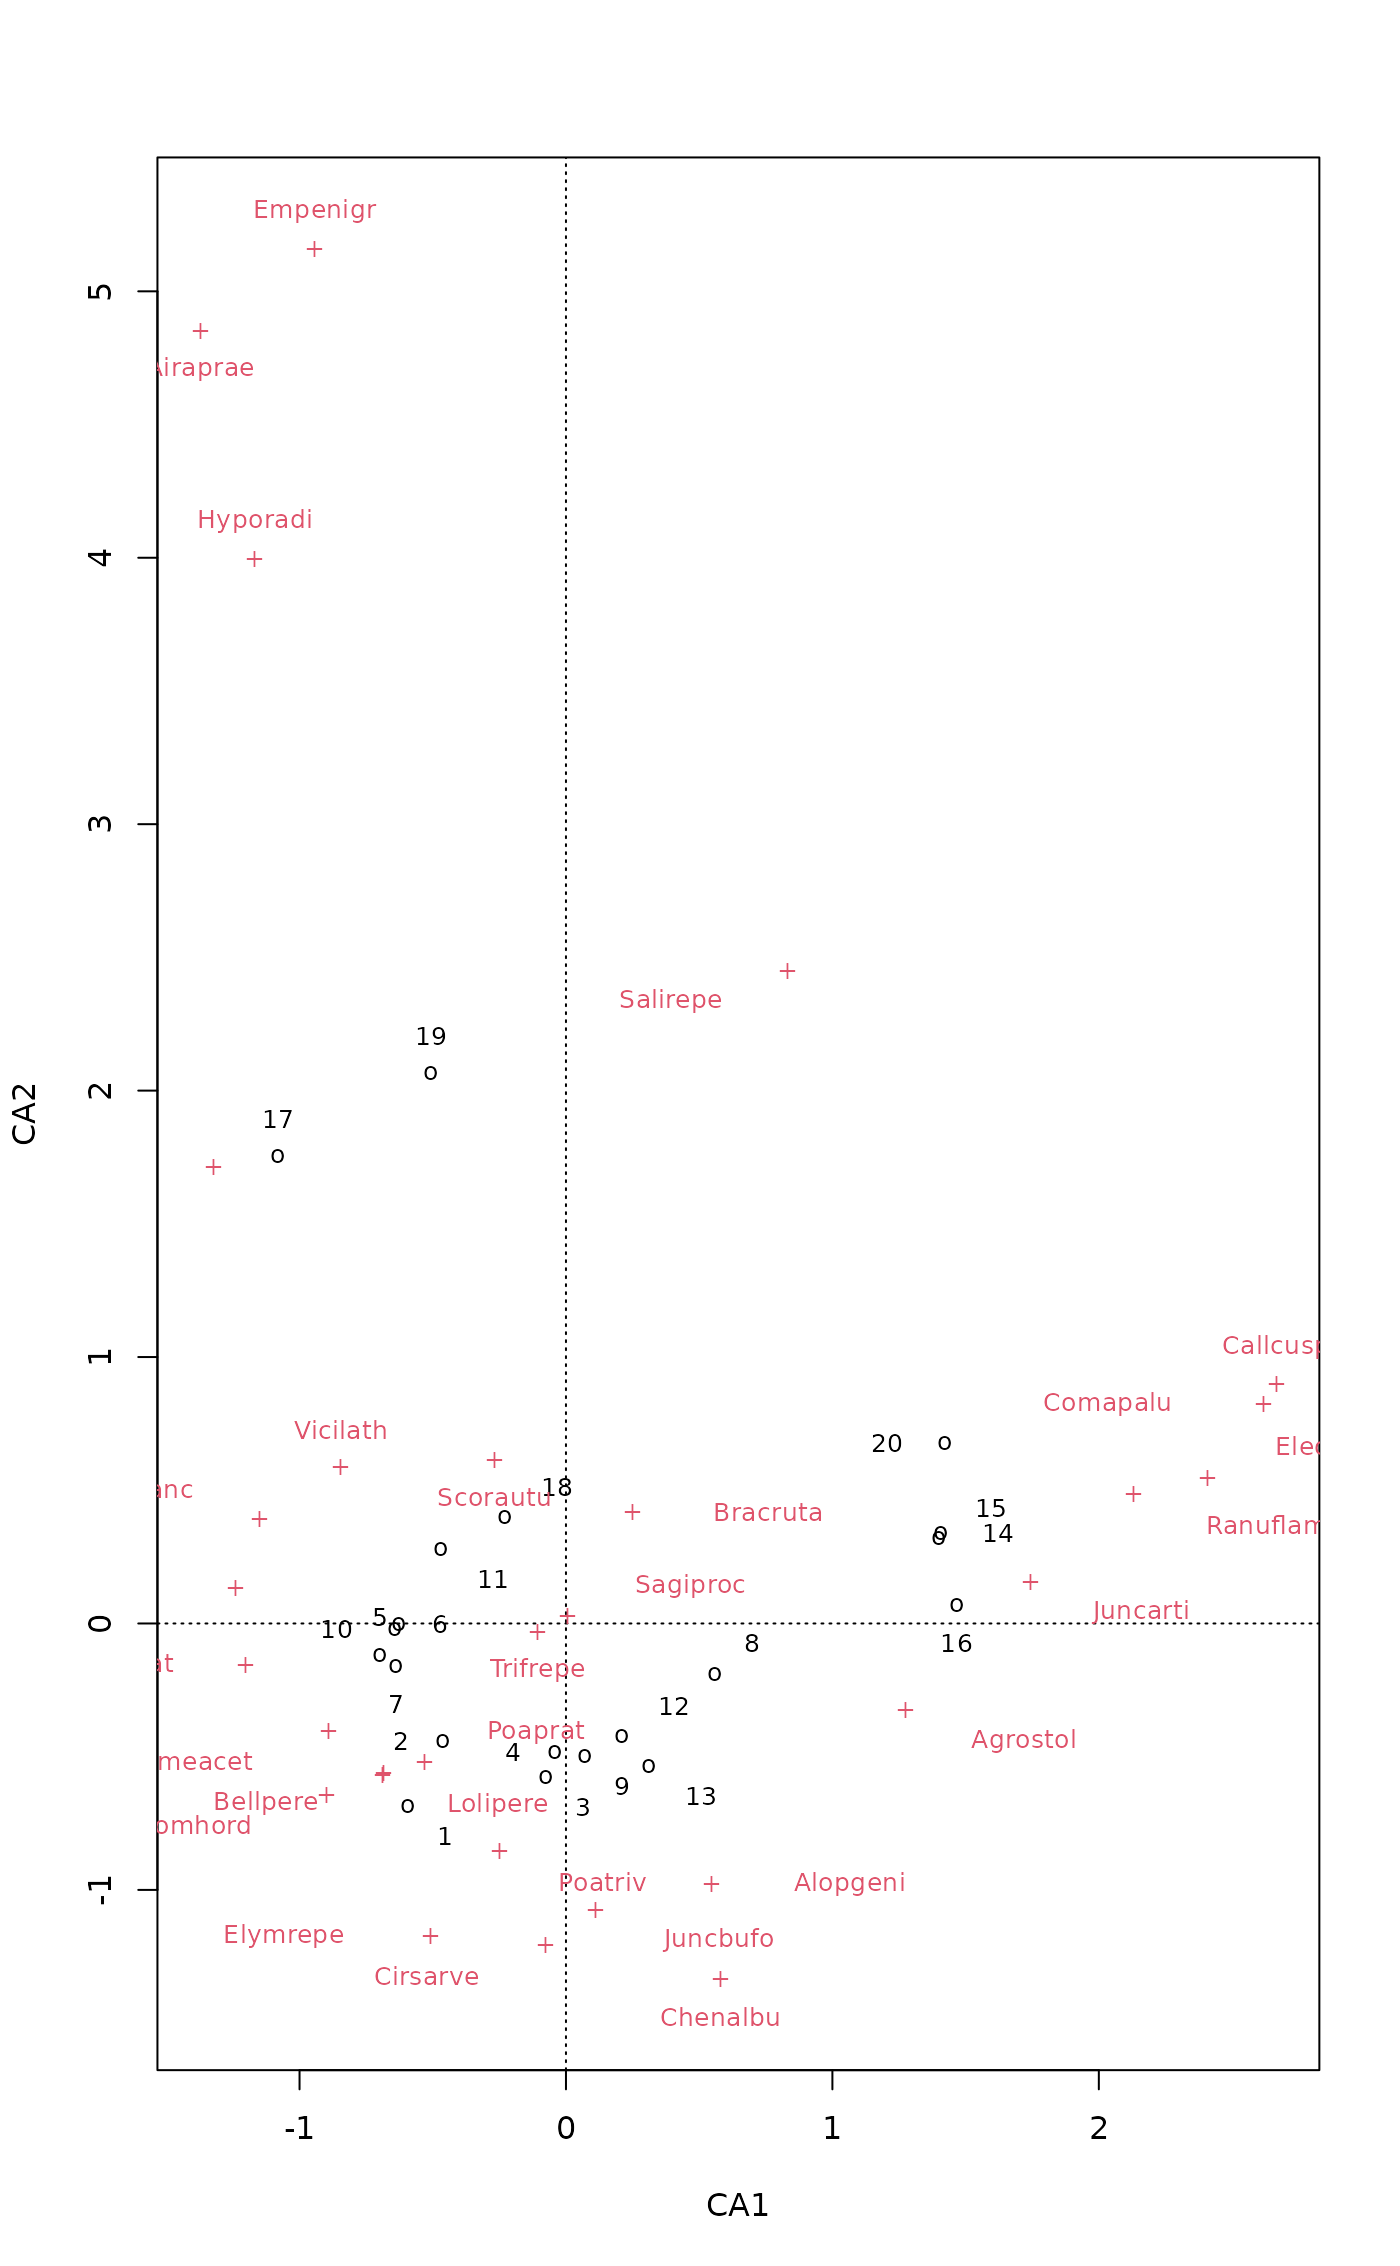 Empenigr
5
iraprae
Hyporadi
4
3
Salirepe
19
2
CA2
17
1
Callcusp
Comapalu
Vicilath
20
Elec
anc
18
Scorautu
Bracruta
15
14
Ranuflam
11
Sagiproc
Juncarti
0
10
5
6
8
16
at
Trifrepe
7
12
Poaprat
Agrostol
2
4
meacet
9
13
Bellpere
Lolipere
3
omhord
1
-1
Poatriv
Alopgeni
Elymrepe
Juncbufo
Cirsarve
Chenalbu
-1
0
1
2
CA1